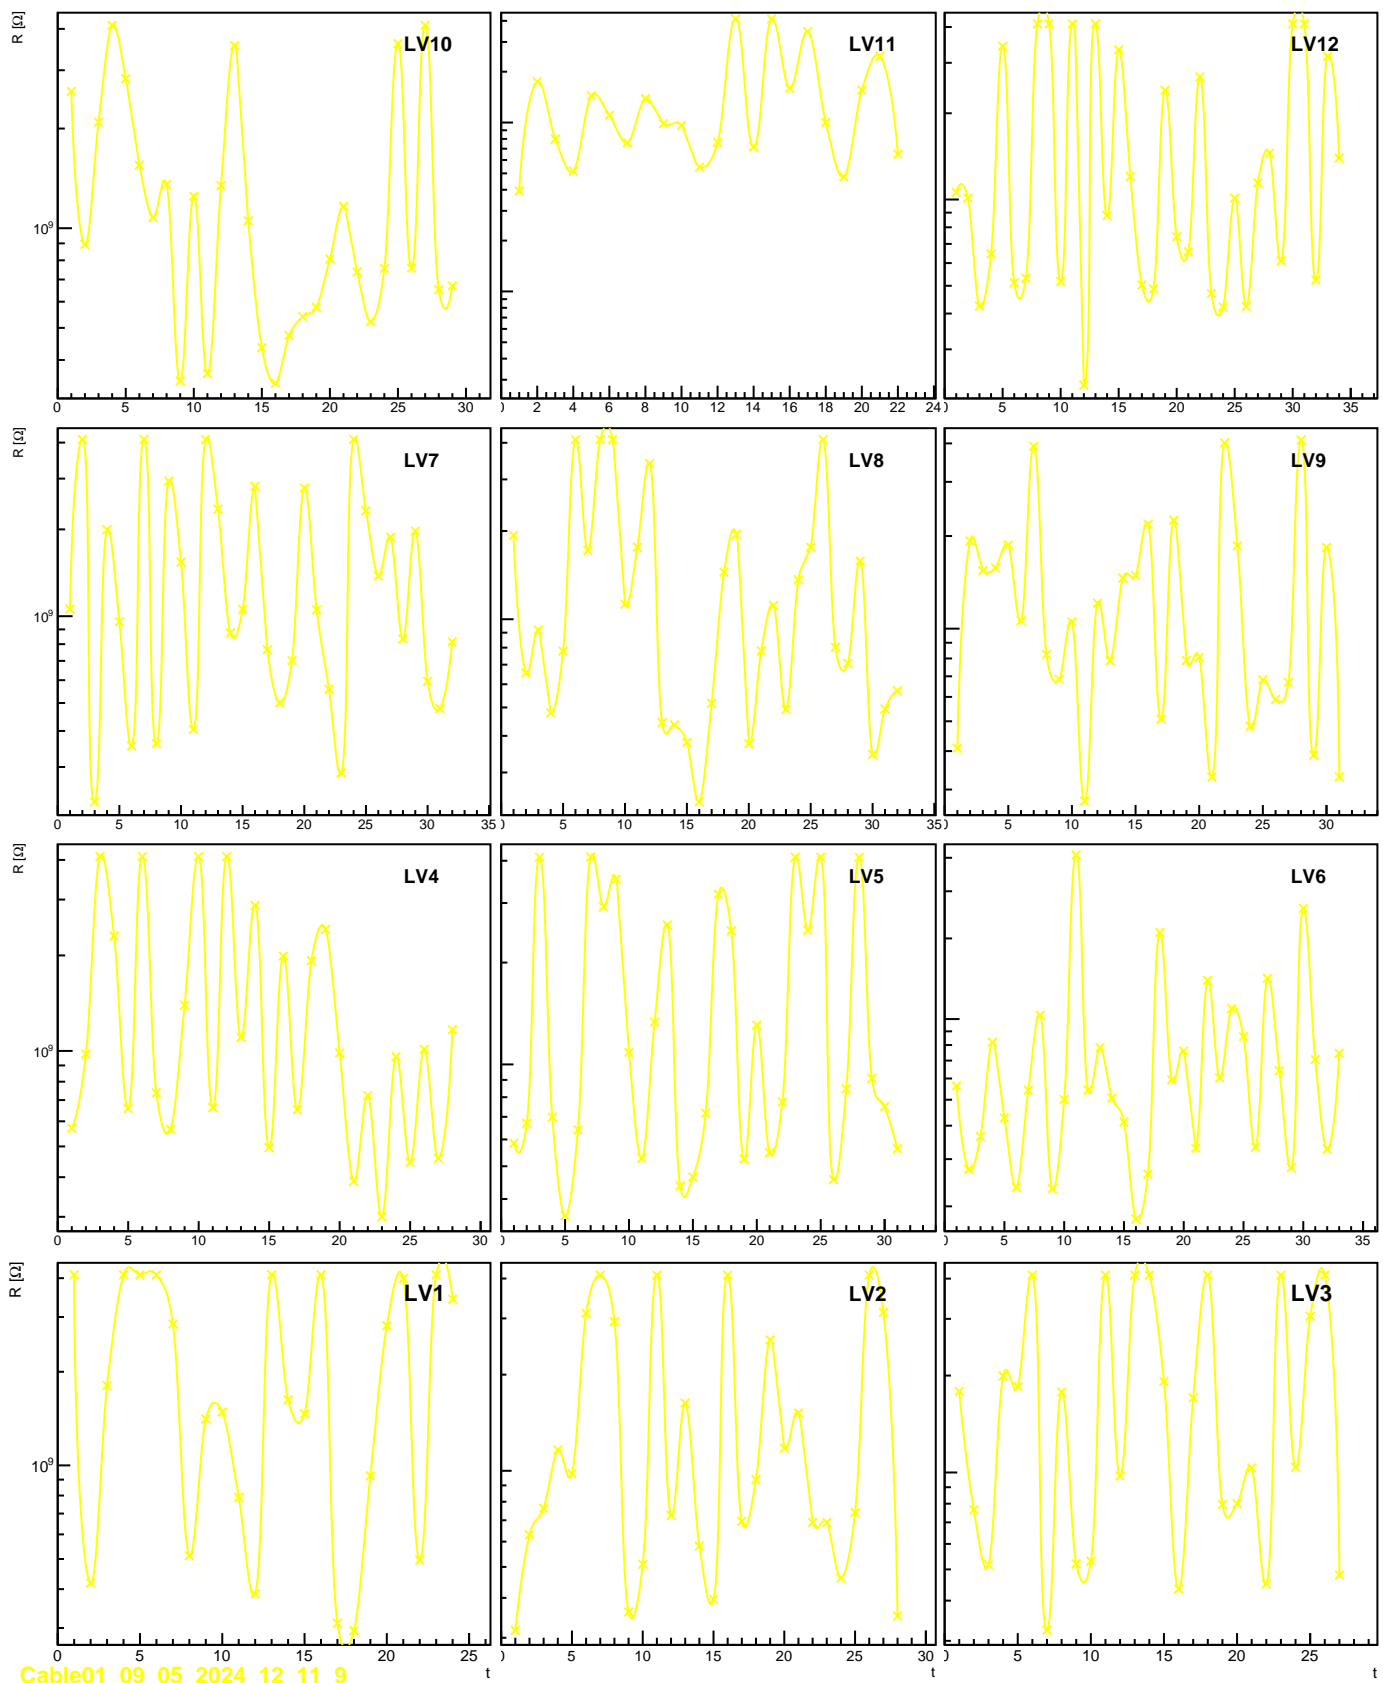 R [Ω]
LV10
LV11
LV12
10⁹
0 5 10 15 20 25 30
2 4 6 8 10 12 14 16 18 20 22 24
5 10 15 20 25 30 35
R [Ω]
LV7
LV8
LV9
10⁹
0 5 10 15 20 25 30 35
5 10 15 20 25 30 35
5 10 15 20 25 30
R [Ω]
LV4
LV5
LV6
10⁹
0 5 10 15 20 25 30
5 10 15 20 25 30
5 10 15 20 25 30 35
R [Ω]
LV1
LV2
LV3
10⁹
0 5 10 15 20 25
5 10 15 20 25 30
5 10 15 20 25
t t t
Cable01 09 05 2024 12 11 9